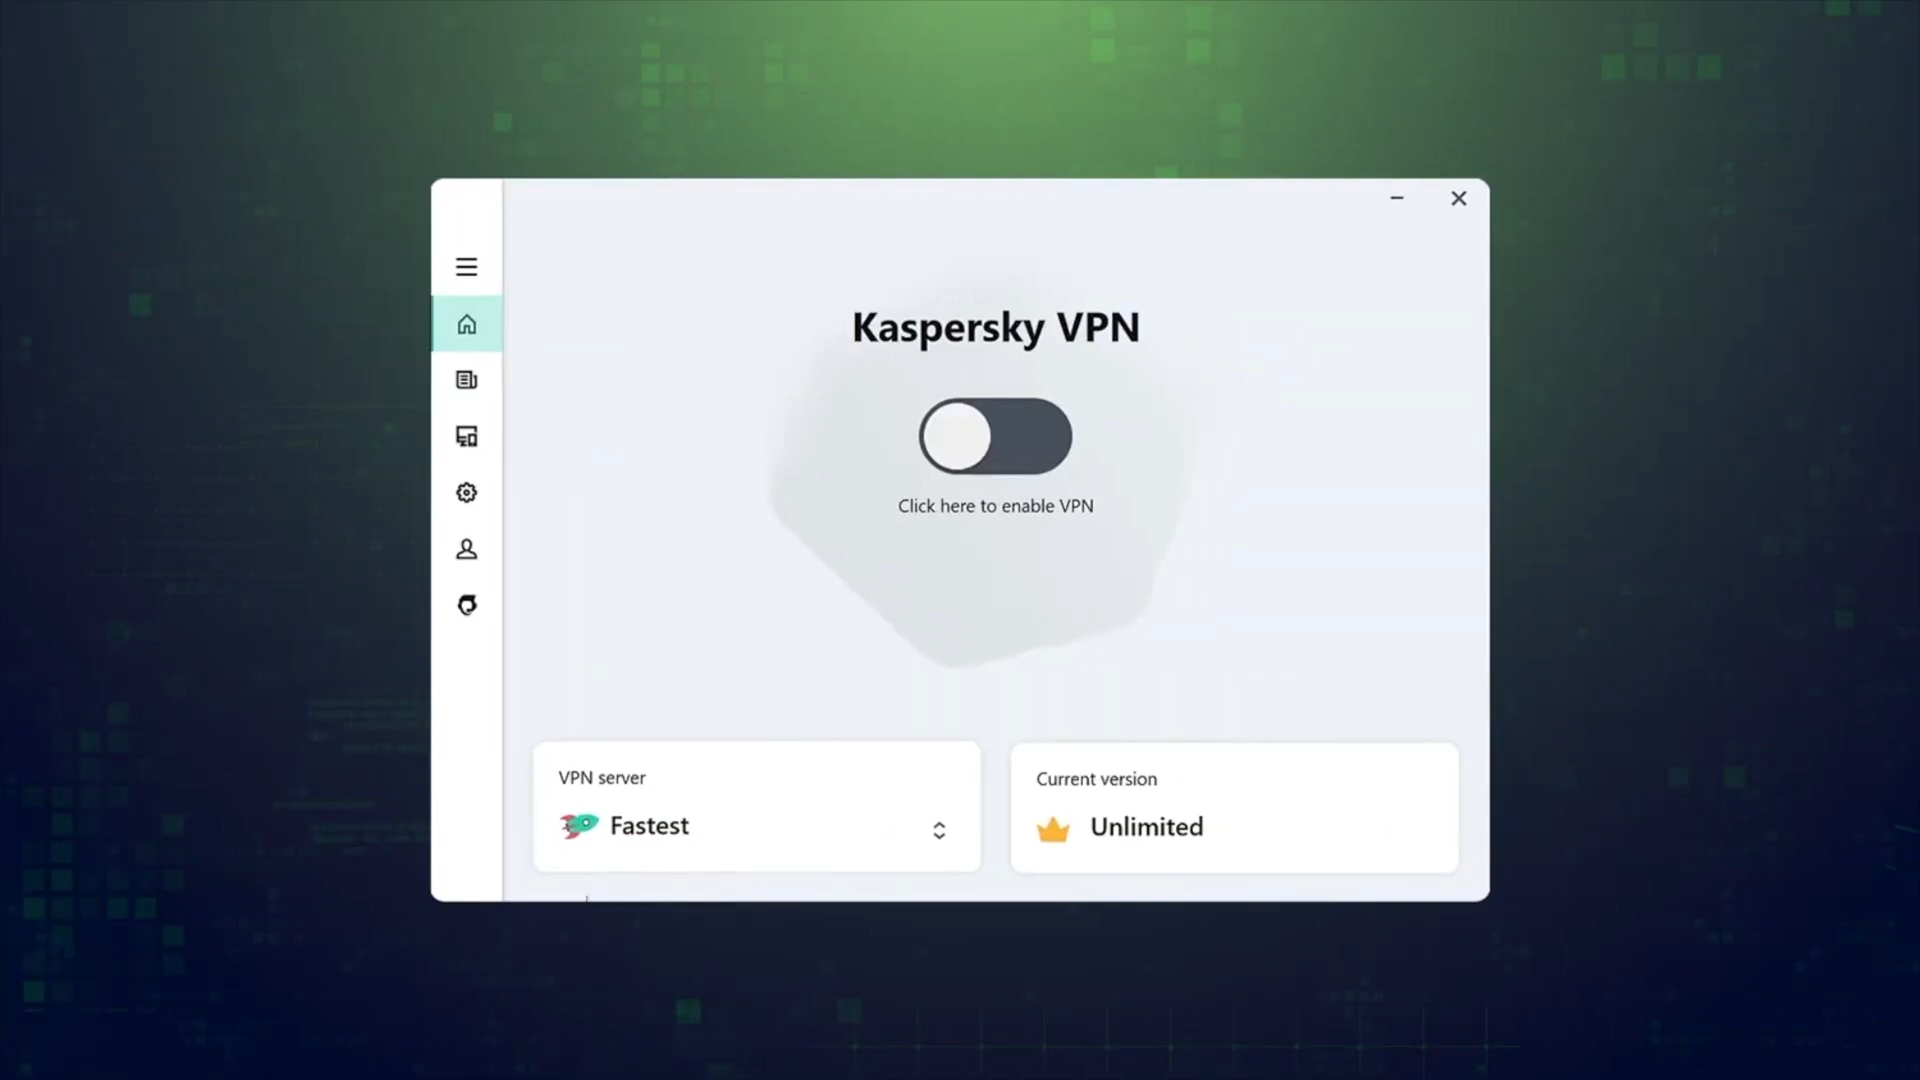 Kaspersky VPN
Click here to enable VPN
VPN server
Fastest
Current version
Unlimited